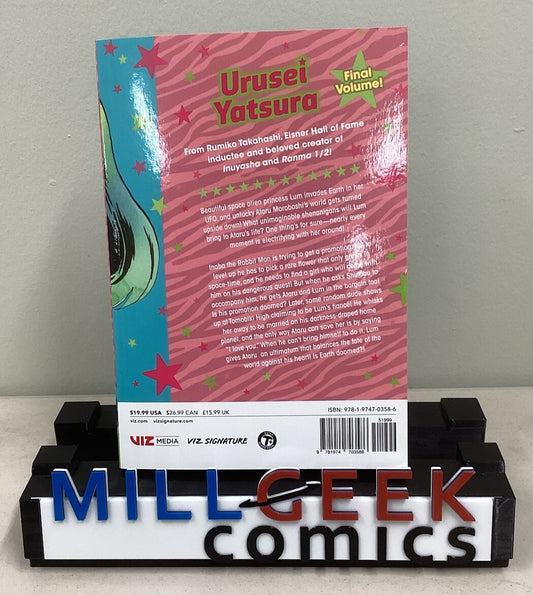 Urusei
Yatsura
Final
Volume!
From Rumiko Takahashi, Eisner Hall of Fame
inductee and beloved creator of
Inuyasha and Ranma 1/2!
Beautiful space alien princess Lum invades Earth in her
UFO, and unlucky Ataru Moroboshi's world gets turned
upside down! What unimaginable shenanigans will Lum
bring to Ataru's life? One thing's for sure—nearly every
moment is electrifying with her around!
Inaba the Rabbit Man is trying to get a promotion. To
level up he has to pick a rare flower that only
space-time, and he needs to find a girl who will
him on his dangerous quest! But when he asks Shinobu to
accompany him, he gets Ataru and Lum in the bargain too!
Is his promotion doomed? Later, some random dude shows
up at Tomobiki High claiming to be Lum's fiancé! He whisks
her away to be married on his darkness-draped home
planet, and the only way Ataru can save her is by saying
"I love you." When he can't bring himself to do it, Lum
gives Ataru an ultimatum that balances the fate of the
world against his heart! Is Earth doomed?!
$19.99 USA $26.99 CAN £15.99 UK
viz.com vizsignature.com
VIZ MEDIA VIZ SIGNATURE
ISBN: 978-1-9747-0358-6
51999
9 781974 703586
MILL GEEK
comics